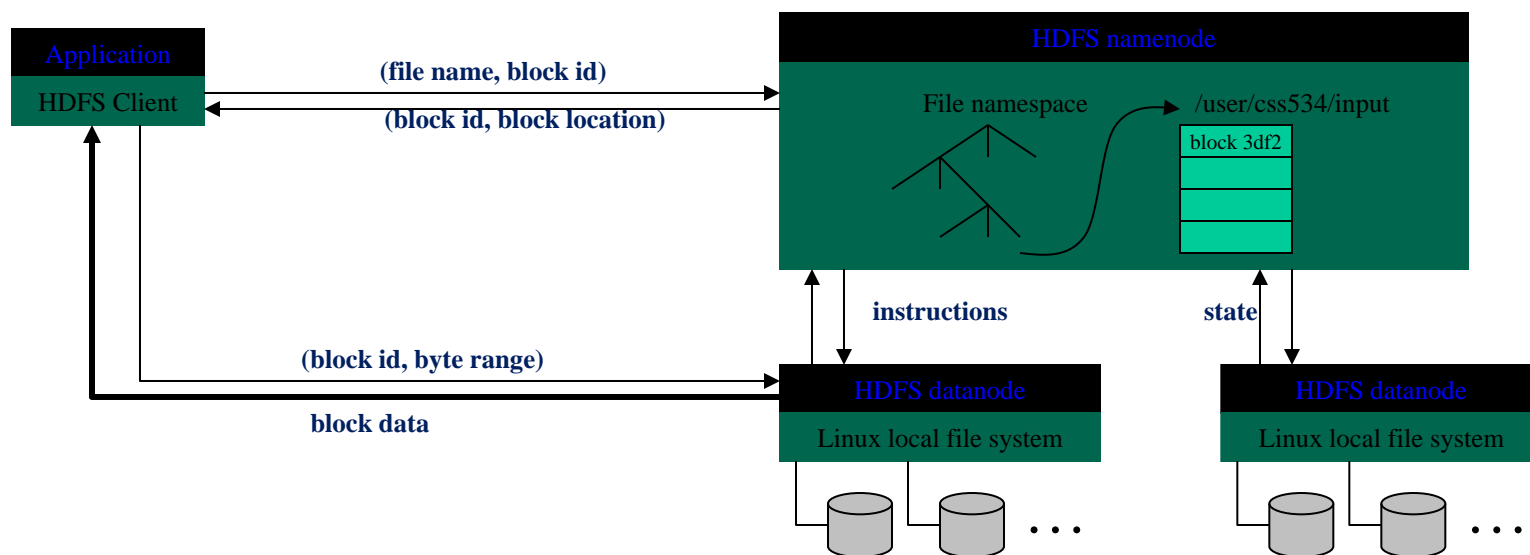 Application
HDFS Client
(file name, block id)
(block id, block location)
HDFS namenode
File namespace
/user/css534/input
block 3df2
instructions
state
(block id, byte range)
block data
HDFS datanode
Linux local file system
. . .
HDFS datanode
Linux local file system
. . .